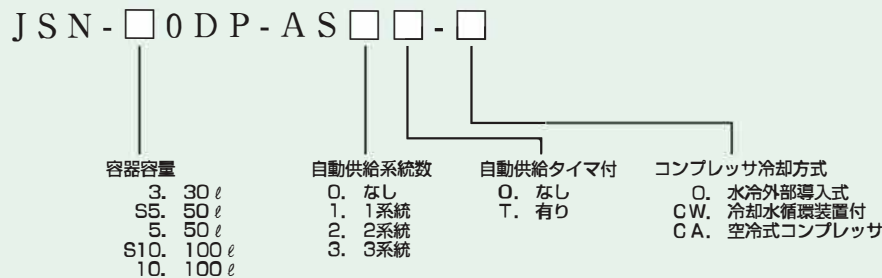 JSN-□0DP-AS□□-□
容器容量
3. 30ℓ
S5. 50ℓ
5. 50ℓ
S10. 100ℓ
10. 100ℓ
自動供給系統数
0. なし
1. 1系統
2. 2系統
3. 3系統
自動供給タイマ付
O. なし
T. 有り
コンプレッサ冷却方式
O. 水冷外部導入式
CW. 冷却水循環装置付
CA. 空冷式コンプレッサ